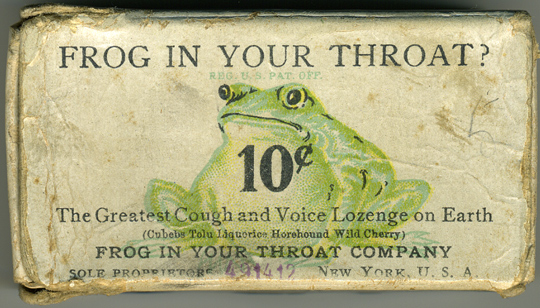 FROG IN YOUR THROAT?
REG. U.S. PAT. OFF.
10¢
The Greatest Cough and Voice Lozenge on Earth
(Cubebs Tolu Liquorice Horehound Wild Cherry)
FROG IN YOUR THROAT COMPANY
SOLE PROPRIETORS NEW YORK, U. S. A.